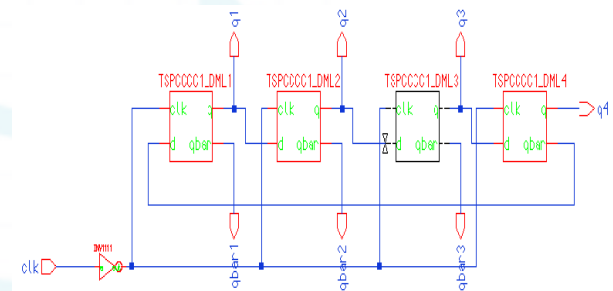 q1
q2
q3
TSPCCCC1_DML1
TSPCCCC1_DML2
TSPCCCC1_DML3
TSPCCCC1_DML4
clk q
clk q
clk q
clk q
q4
d qbar
d qbar
d qbar
d qbar
qbar1
qbar2
qbar3
INV1111
clk